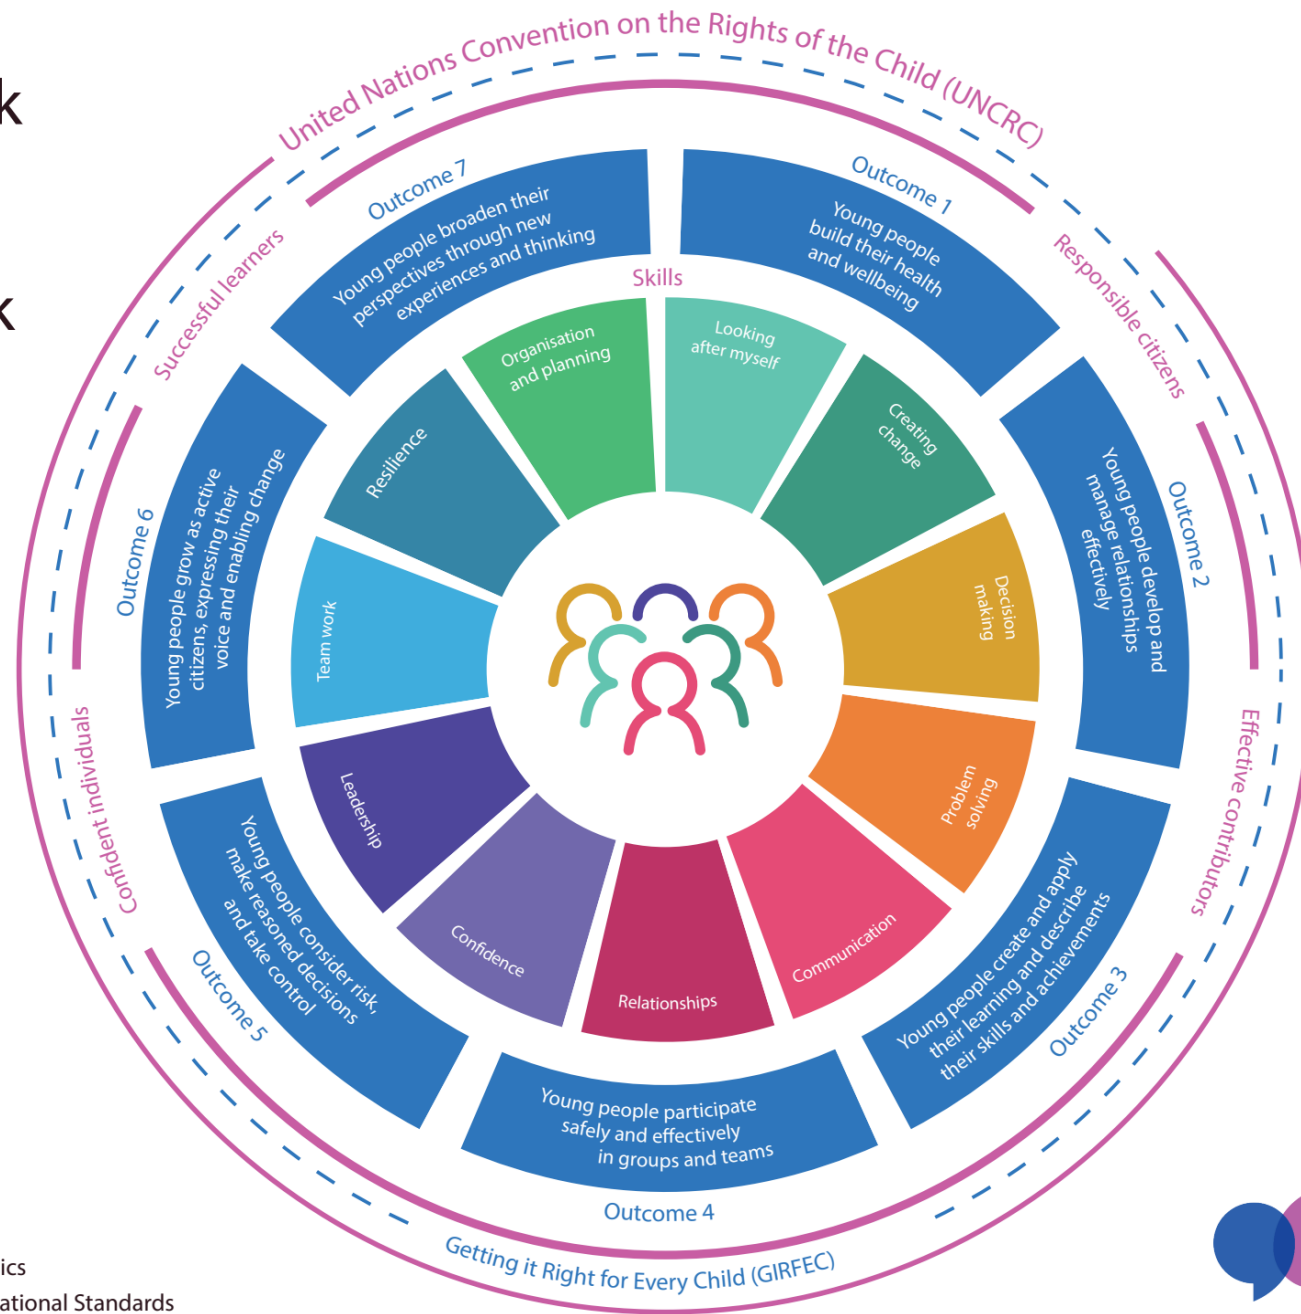 k
k
United Nations Convention on the Rights of the Child (UNCRC)
Successful learners
Responsible citizens
Effective contributors
Confident individuals
Getting it Right for Every Child (GIRFEC)
Outcome 1
Young people
build their health
and wellbeing
Outcome 2
Young people develop and
manage relationships
effectively
Outcome 3
Young people create and apply
their learning and describe
their skills and achievements
Outcome 4
Young people participate
safely and effectively
in groups and teams
Outcome 5
Young people consider risk,
make reasoned decisions
and take control
Outcome 6
Young people grow as active
citizens, expressing their
voice and enabling change
Outcome 7
Young people broaden their
perspectives through new
experiences and thinking
Skills
Looking
after myself
Creating
change
Decision
making
Problem
solving
Communication
Relationships
Confidence
Leadership
Team work
Resilience
Organisation
and planning
ics
ational Standards